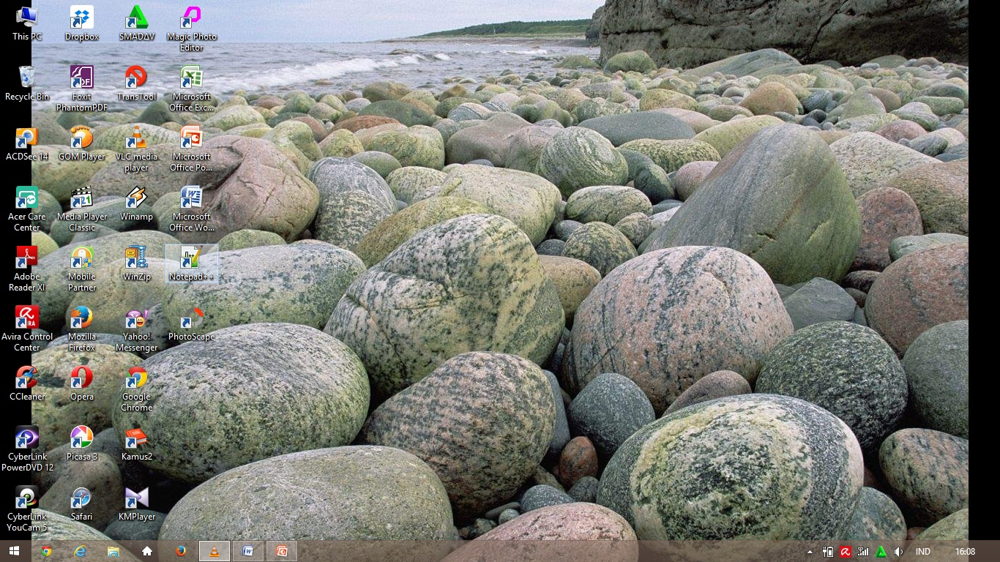 This PC
Dropbox
SMADΔV
Magic Photo
Editor
Recycle Bin
Foxit
PhantomPDF
TransTool
Microsoft
Office Exc...
ACDSee 14
GOM Player
VLC media
player
Microsoft
Office Po...
Acer Care
Center
Media Player
Classic
Winamp
Microsoft
Office Wo...
Adobe
Reader XI
Mobile
Partner
WinZip
Notepad++
Avira Control
Center
Mozilla
Firefox
Yahoo!
Messenger
PhotoScape
CCleaner
Opera
Google
Chrome
CyberLink
PowerDVD 12
Picasa 3
Kamus2
CyberLink
YouCam 5
Safari
KMPlayer
IND
16:08